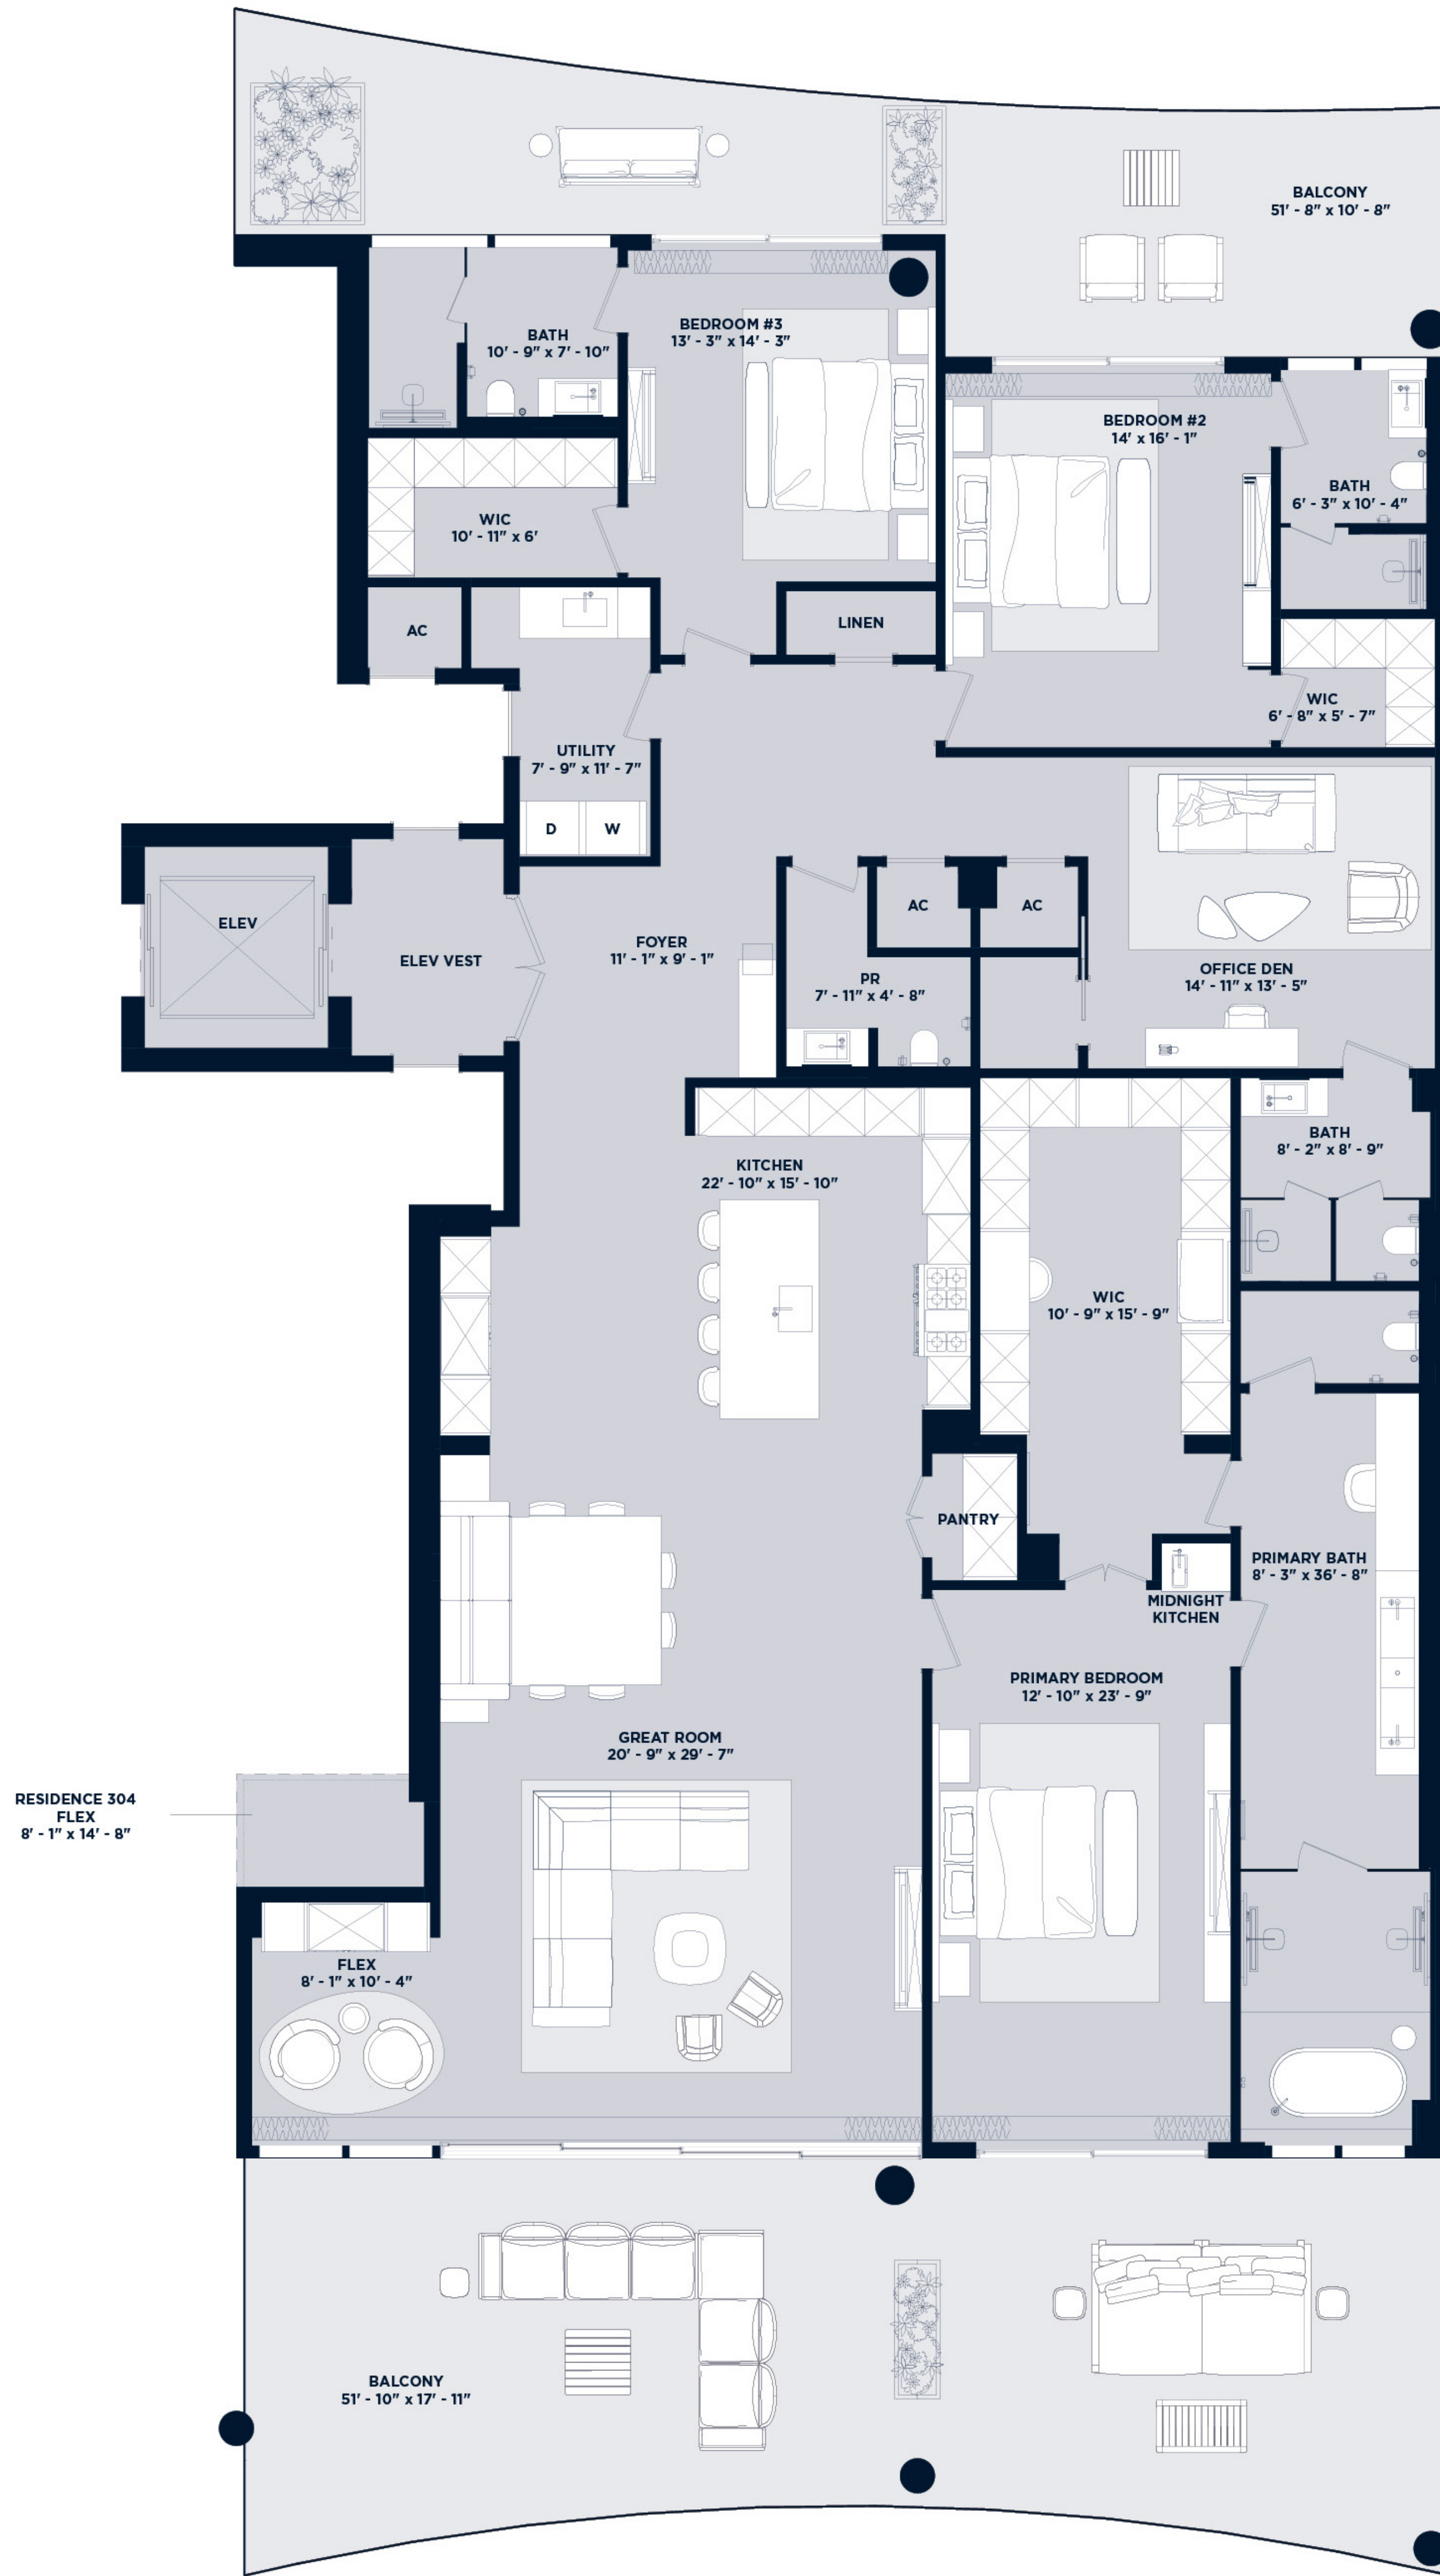 BALCONY
51' - 8" x 10' - 8"
BATH
10' - 9" x 7' - 10"
BEDROOM #3
13' - 3" x 14' - 3"
BEDROOM #2
14' x 16' - 1"
BATH
6' - 3" x 10' - 4"
WIC
10' - 11" x 6'
AC
LINEN
WIC
6' - 8" x 5' - 7"
UTILITY
7' - 9" x 11' - 7"
D
W
ELEV
ELEV VEST
FOYER
11' - 1" x 9' - 1"
AC
AC
PR
7' - 11" x 4' - 8"
OFFICE DEN
14' - 11" x 13' - 5"
KITCHEN
22' - 10" x 15' - 10"
BATH
8' - 2" x 8' - 9"
WIC
10' - 9" x 15' - 9"
PANTRY
PRIMARY BATH
8' - 3" x 36' - 8"
MIDNIGHT
KITCHEN
PRIMARY BEDROOM
12' - 10" x 23' - 9"
GREAT ROOM
20' - 9" x 29' - 7"
RESIDENCE 304
FLEX
8' - 1" x 14' - 8"
FLEX
8' - 1" x 10' - 4"
BALCONY
51' - 10" x 17' - 11"